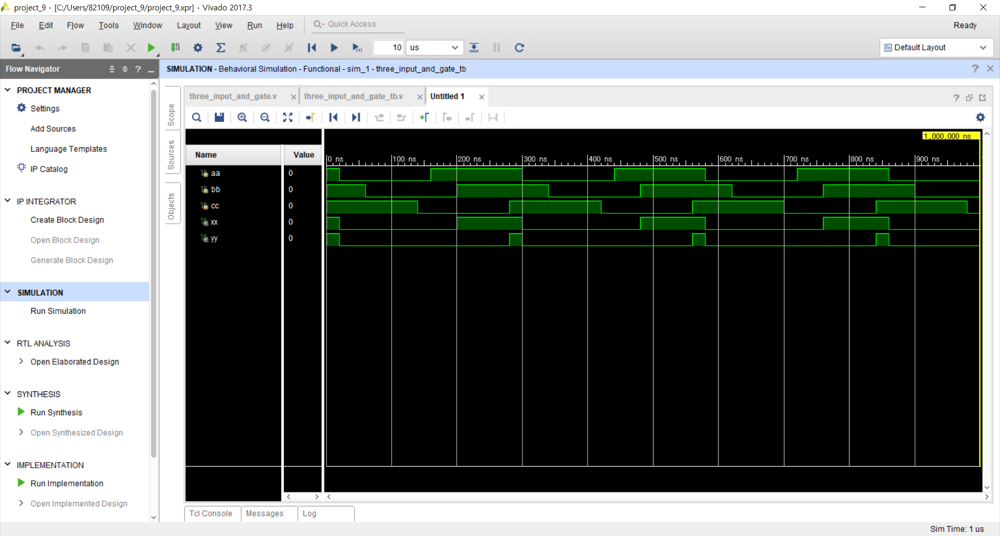 project_9 - [C:/Users/82109/project_9/project_9.xpr] - Vivado 2017.3
File Edit Flow Tools Window Layout View Run Help Quick Access Ready
10 us Default Layout
Flow Navigator
SIMULATION - Behavioral Simulation - Functional - sim_1 - three_input_and_gate_tb
PROJECT MANAGER
Settings
Add Sources
Language Templates
IP Catalog
IP INTEGRATOR
Create Block Design
Open Block Design
Generate Block Design
SIMULATION
Run Simulation
RTL ANALYSIS
Open Elaborated Design
SYNTHESIS
Run Synthesis
Open Synthesized Design
IMPLEMENTATION
Run Implementation
Open Implemented Design
Scope
Sources
Objects
three_input_and_gate.v three_input_and_gate_tb.v Untitled 1
1,000,000 ns
Name Value
0 ns 100 ns 200 ns 300 ns 400 ns 500 ns 600 ns 700 ns 800 ns 900 ns
aa 0
bb 0
cc 0
xx 0
yy 0
Tcl Console Messages Log
Sim Time: 1 us